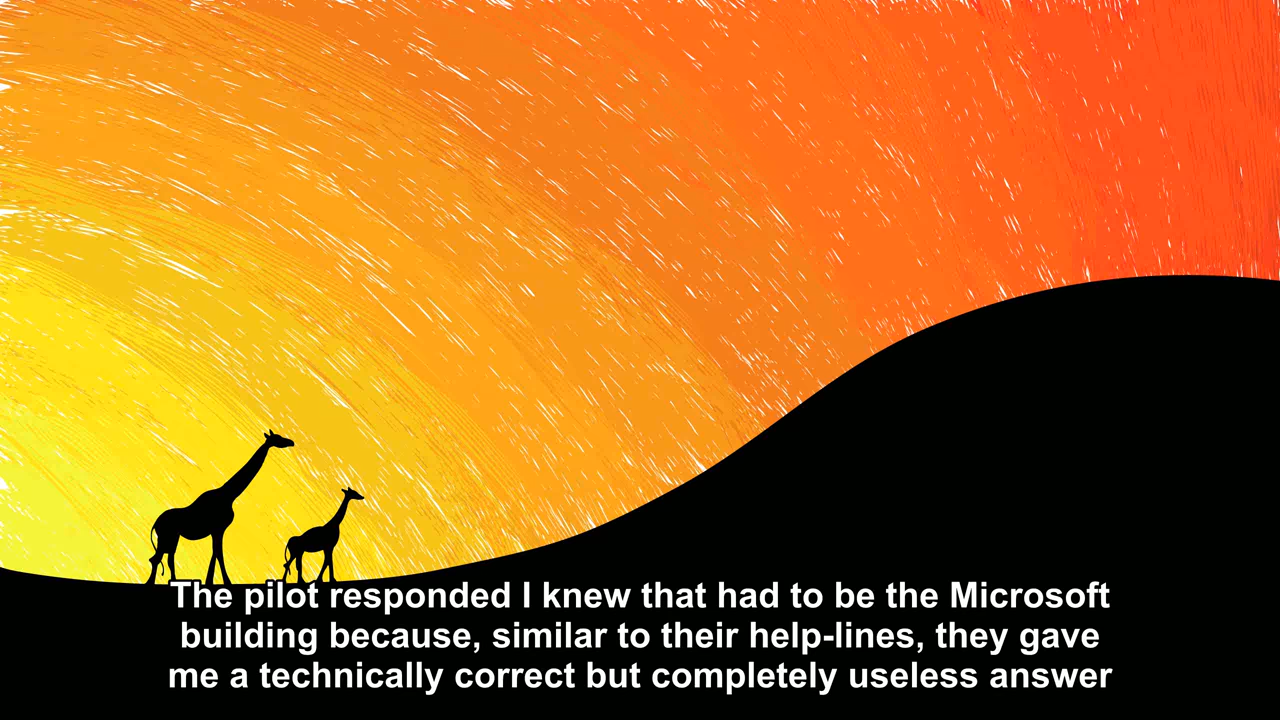 The pilot responded I knew that had to be the Microsoft
building because, similar to their help-lines, they gave
me a technically correct but completely useless answer